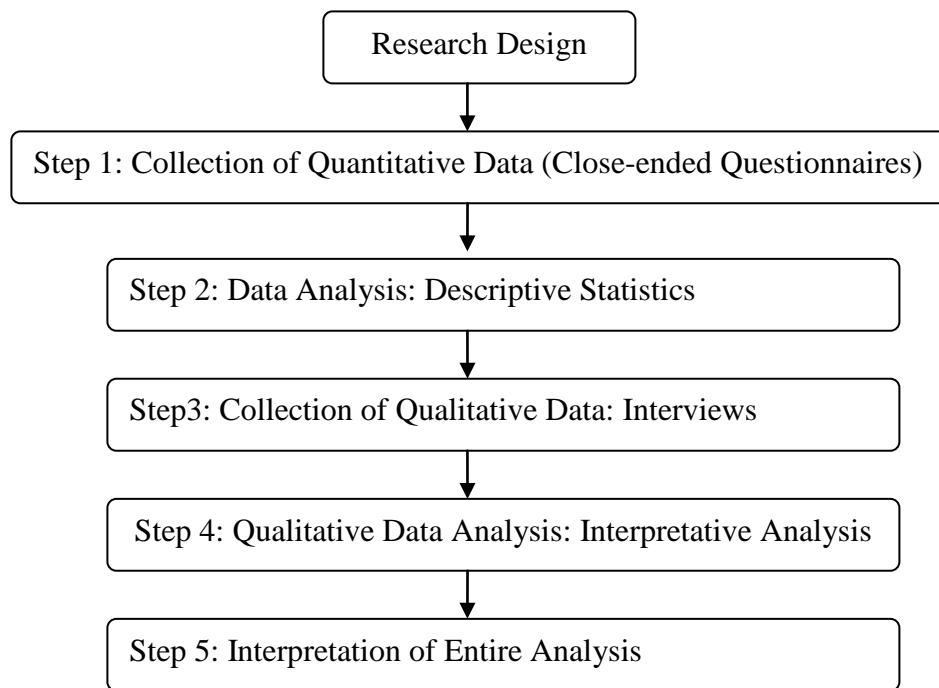 Research Design
Step 1: Collection of Quantitative Data (Close-ended Questionnaires)
Step 2: Data Analysis: Descriptive Statistics
Step3: Collection of Qualitative Data: Interviews
Step 4: Qualitative Data Analysis: Interpretative Analysis
Step 5: Interpretation of Entire Analysis